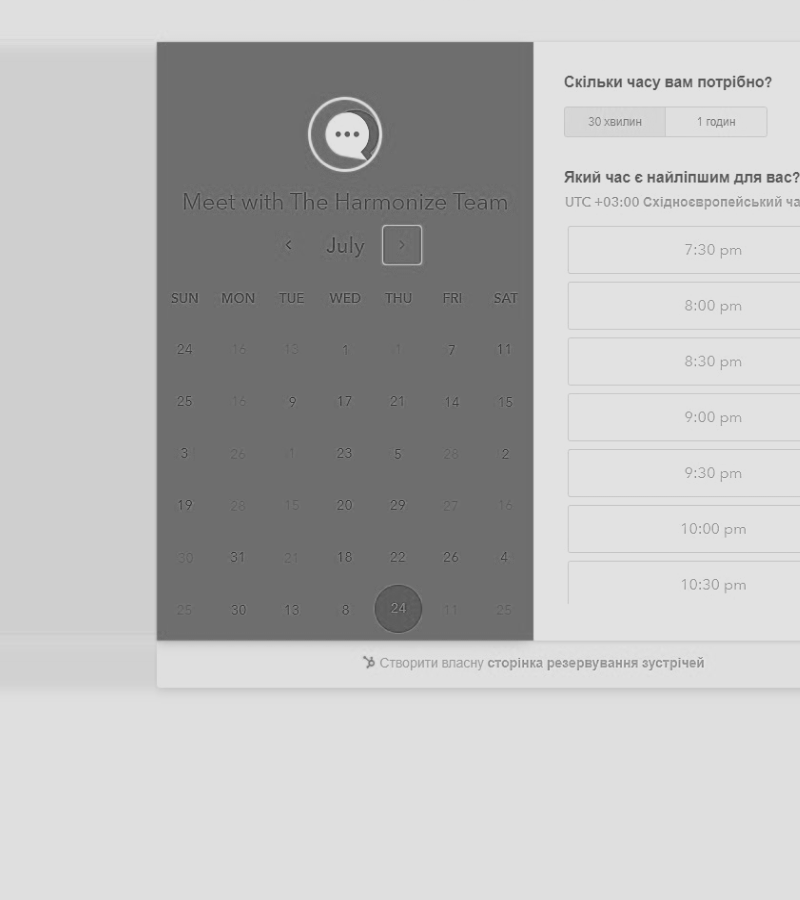 Meet with The Harmonize Team
July
SUN MON TUE WED THU FRI SAT
24 16 13 1 1 7 11
25 16 9 17 21 14 15
3 26 1 23 5 28 2
19 28 15 20 29 27 16
30 31 21 18 22 26 4
25 30 13 8 24 11 25
Скільки часу вам потрібно?
30 хвилин 1 годин
Який час є найліпшим для вас?
UTC +03:00 Східноєвропейський ча
7:30 pm
8:00 pm
8:30 pm
9:00 pm
9:30 pm
10:00 pm
10:30 pm
Створити власну сторінка резервування зустрічей